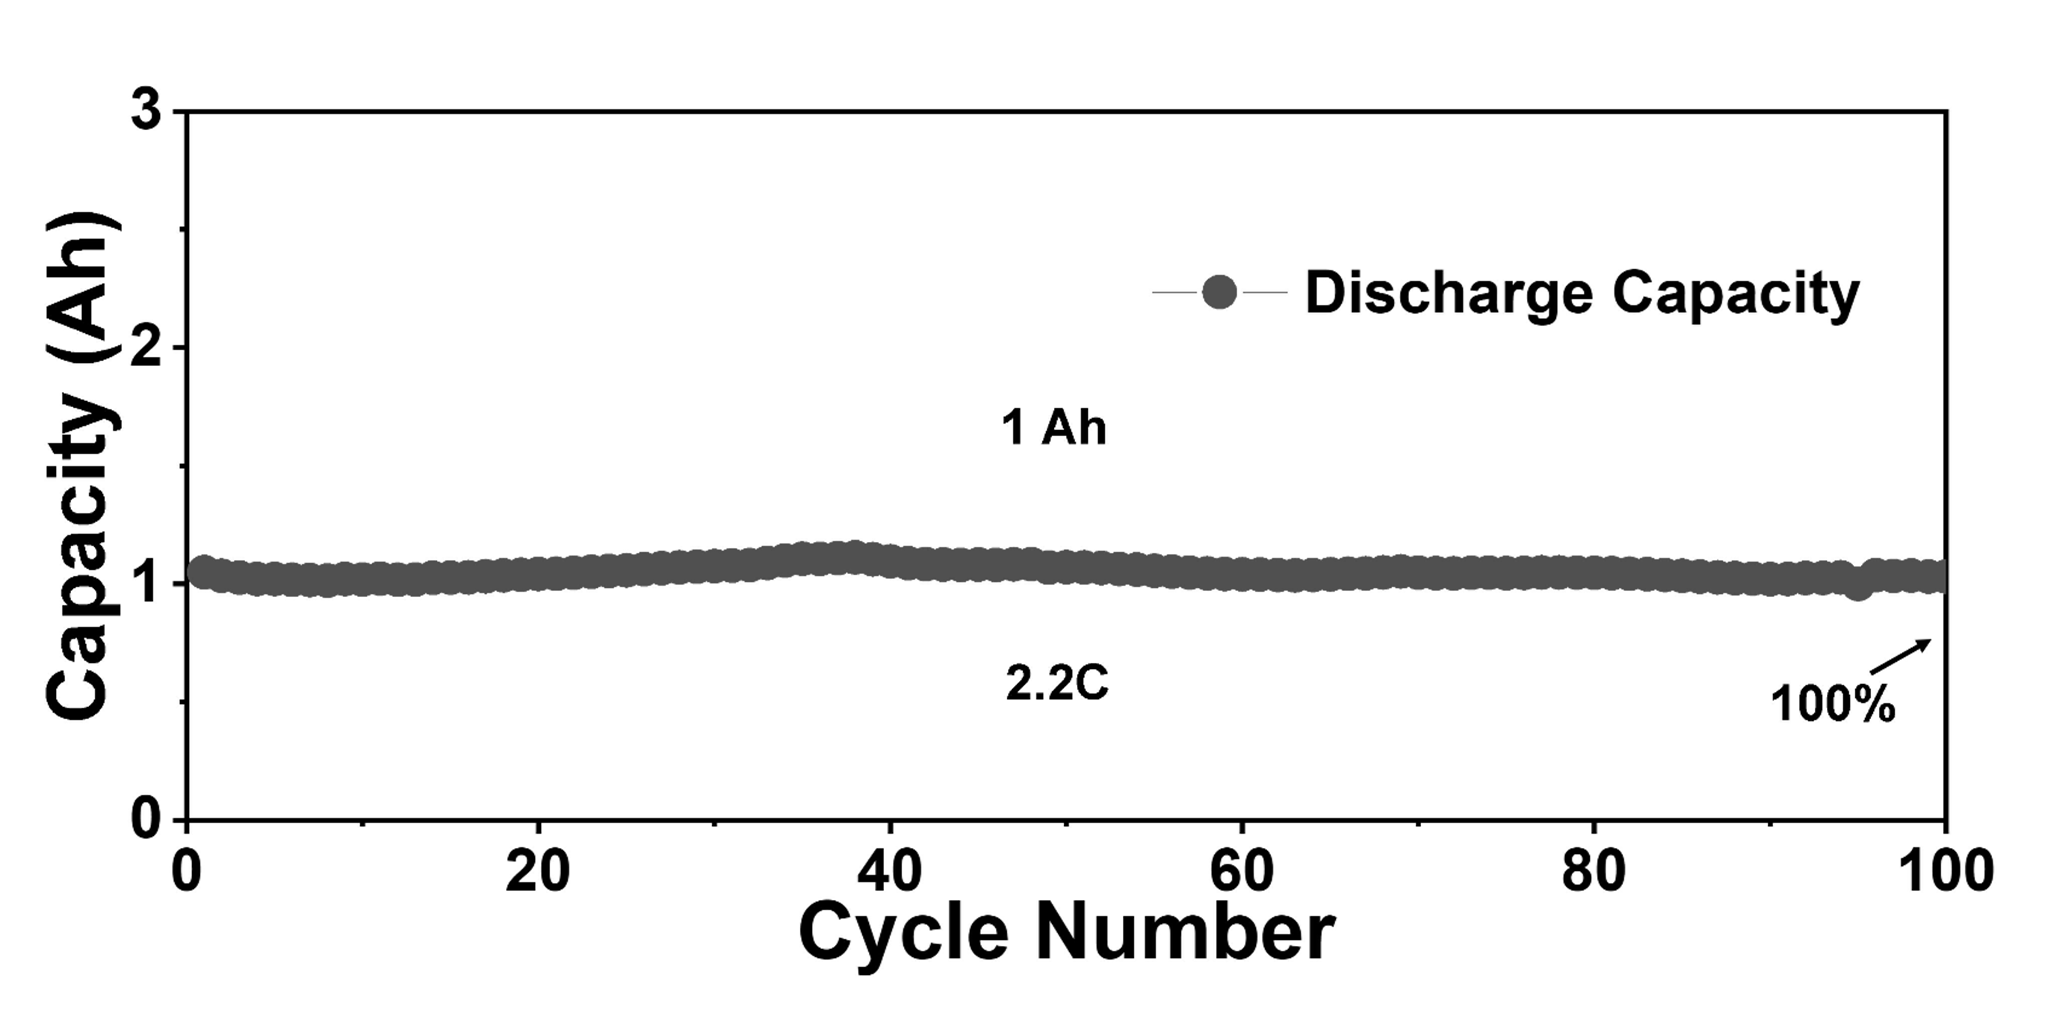 3
2
1
0
Capacity (Ah)
Discharge Capacity
1 Ah
2.2C
100%
0 20 40 60 80 100
Cycle Number